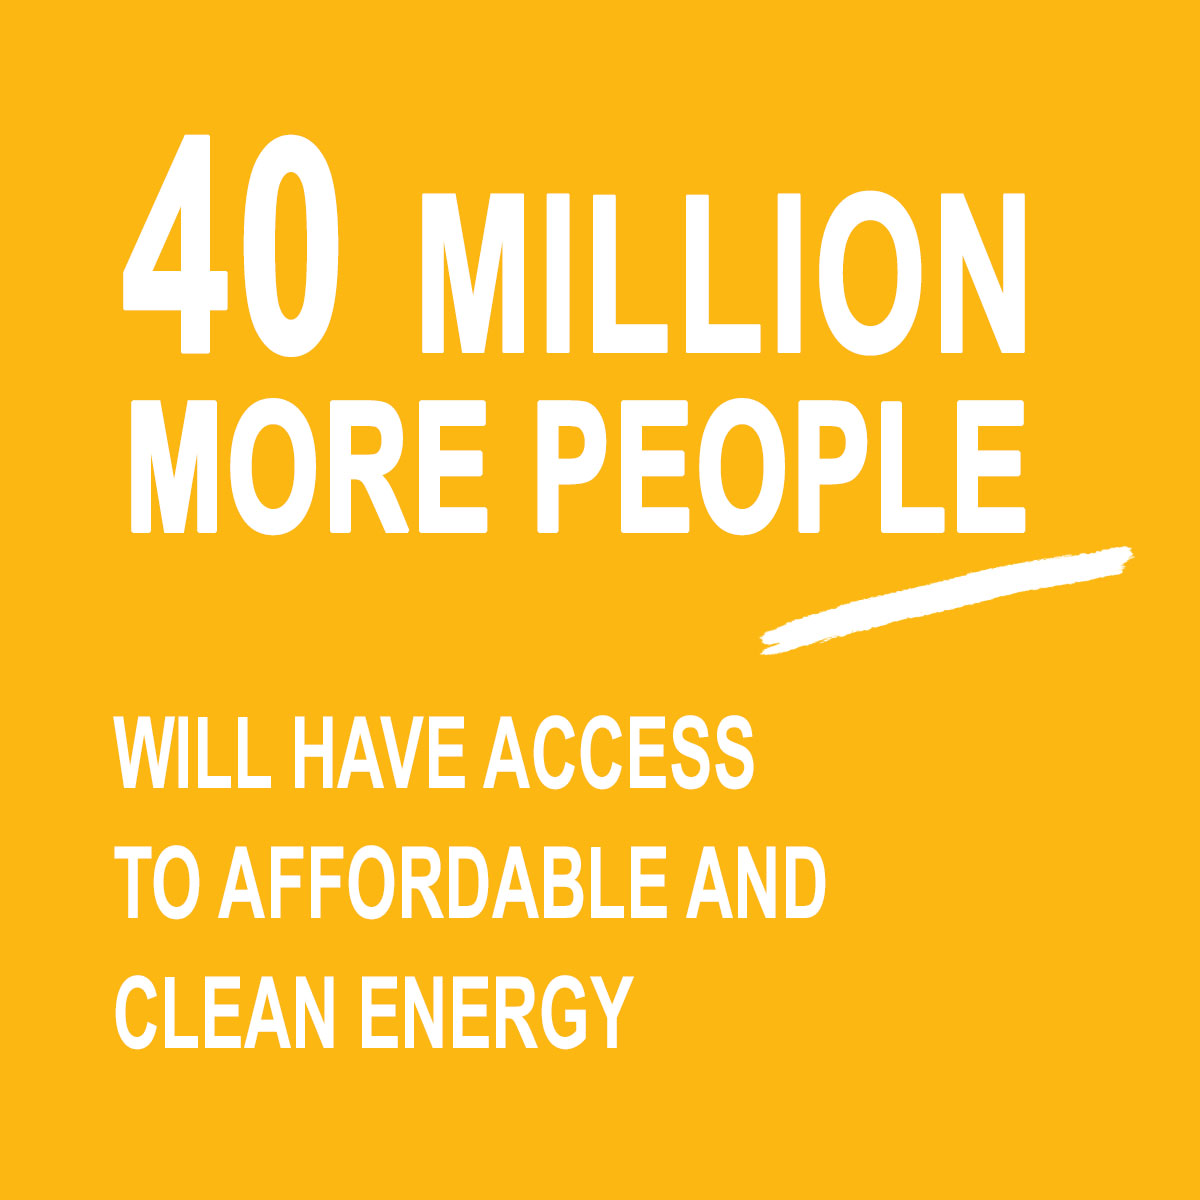 40 MILLION
MORE PEOPLE
WILL HAVE ACCESS
TO AFFORDABLE AND
CLEAN ENERGY